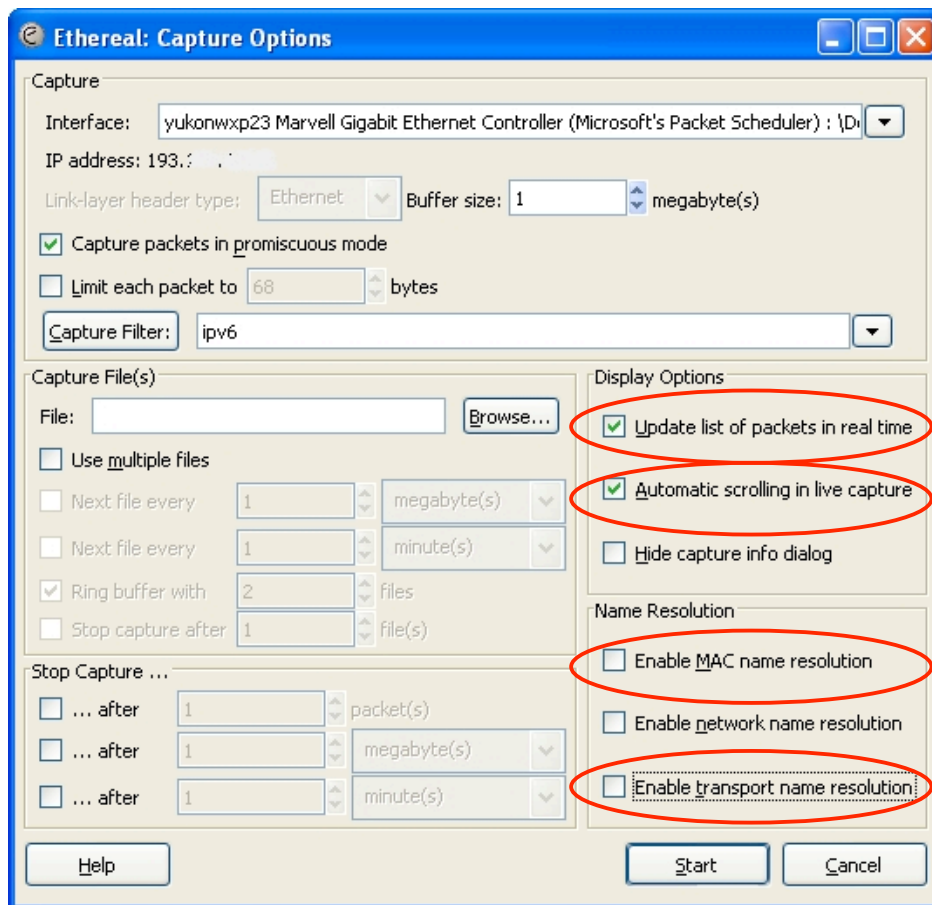 Ethereal: Capture Options
Capture
Interface: yukonwxp23 Marvell Gigabit Ethernet Controller (Microsoft's Packet Scheduler) : \D
IP address: 193.
Link-layer header type: Ethernet Buffer size: 1 megabyte(s)
Capture packets in promiscuous mode
Limit each packet to 68 bytes
Capture Filter: ipv6
Capture File(s)
File: Browse...
Use multiple files
Next file every 1 megabyte(s)
Next file every 1 minute(s)
Ring buffer with 2 files
Stop capture after 1 file(s)
Stop Capture ...
... after 1 packet(s)
... after 1 megabyte(s)
... after 1 minute(s)
Display Options
Update list of packets in real time
Automatic scrolling in live capture
Hide capture info dialog
Name Resolution
Enable MAC name resolution
Enable network name resolution
Enable transport name resolution
Help Start Cancel